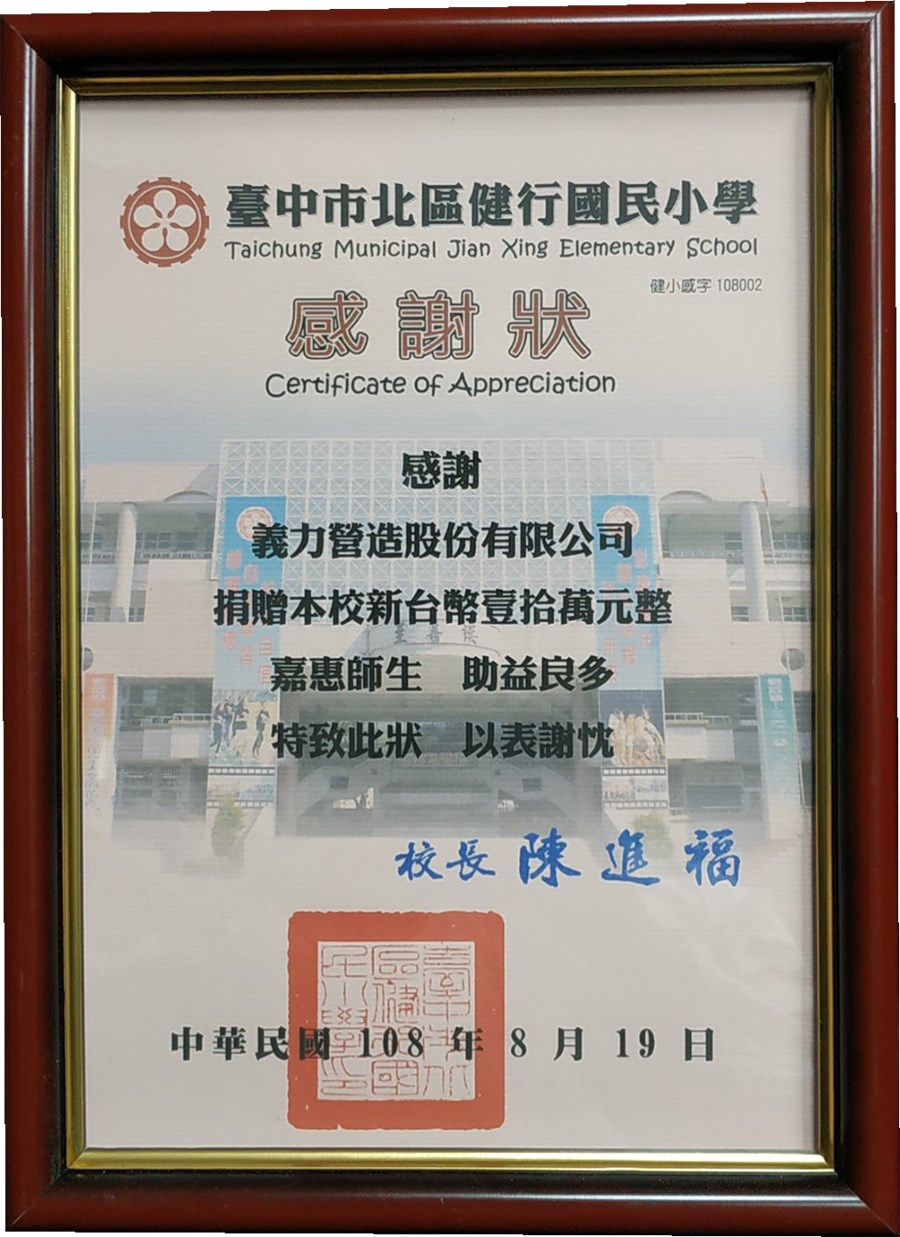 臺中市北區健行國民小學
Taichung Municipal Jian Xing Elementary School
健小感字 108002
感謝狀
Certificate of Appreciation
感謝
義力營造股份有限公司
捐贈本校新台幣壹拾萬元整
嘉惠師生 助益良多
特致此狀 以表謝忱
校長 陳進福
中華民國 108 年 8 月 19 日